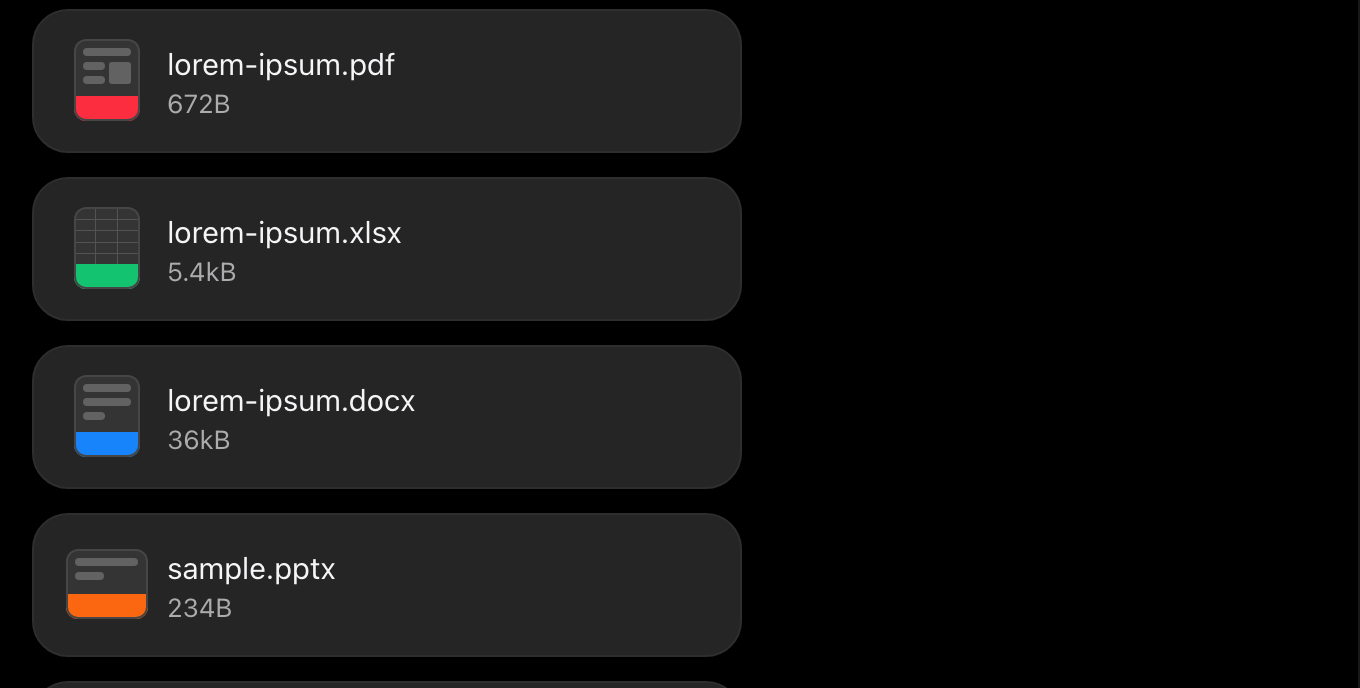 lorem-ipsum.pdf
672B
lorem-ipsum.xlsx
5.4kB
lorem-ipsum.docx
36kB
sample.pptx
234B